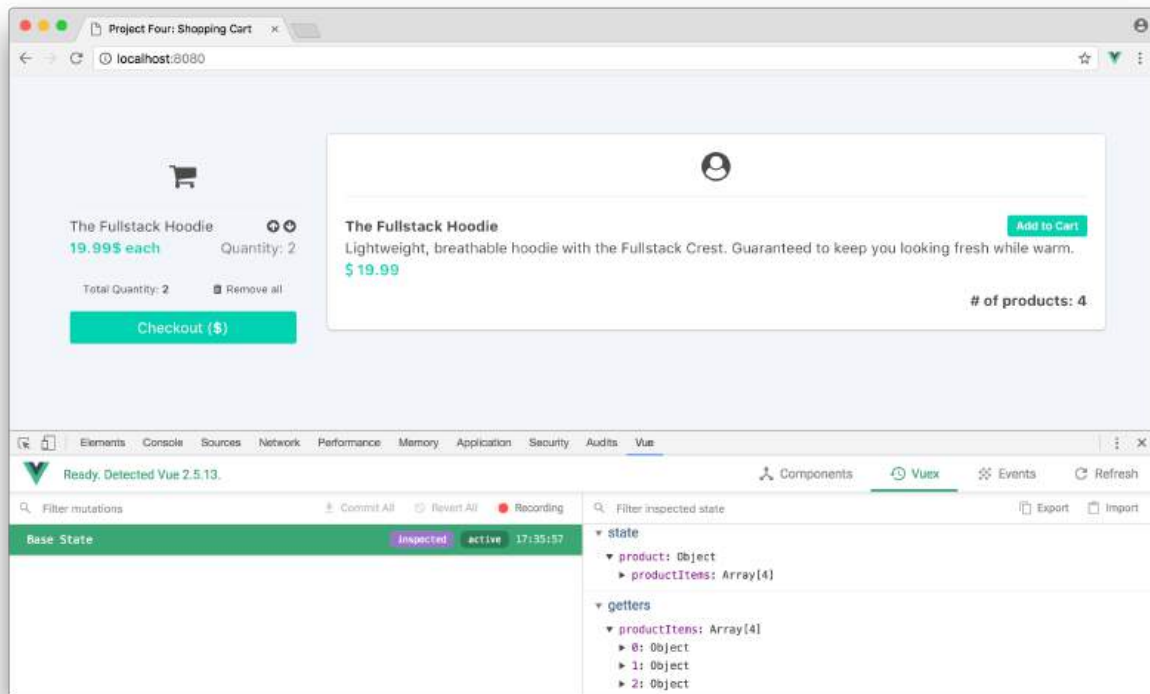 Project Four: Shopping Cart
localhost:8080
The Fullstack Hoodie
19.99$ each
Quantity: 2
Total Quantity: 2
Remove all
Checkout ($)
The Fullstack Hoodie
Add to Cart
Lightweight, breathable hoodie with the Fullstack Crest. Guaranteed to keep you looking fresh while warm.
$ 19.99
# of products: 4
Elements Console Sources Network Performance Memory Application Security Audits Vue
Ready. Detected Vue 2.5.13.
Components Vuex Events Refresh
Filter mutations
Commit All Revert All Recording
Filter inspected state
Export Import
Base State
inspected active 17:35:57
state
product: Object
productItems: Array[4]
getters
productItems: Array[4]
0: Object
1: Object
2: Object